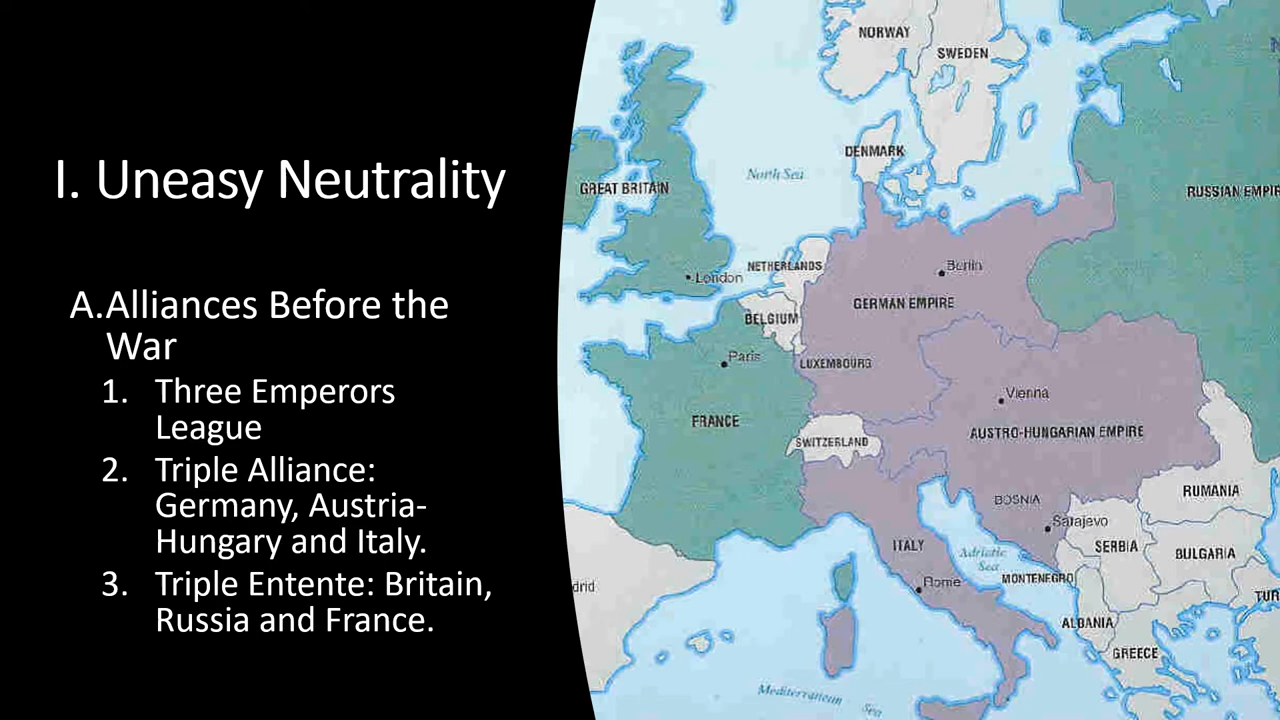 I. Uneasy Neutrality
A.Alliances Before the
War
1. Three Emperors
League
2. Triple Alliance:
Germany, Austria-
Hungary and Italy.
3. Triple Entente: Britain,
Russia and France.
NORWAY
SWEDEN
DENMARK
North Sea
GREAT BRITAIN
RUSSIAN EMPIR
London
NETHERLANDS
Berlin
GERMAN EMPIRE
BELGIUM
Paris
LUXEMBOURG
Vienna
FRANCE
SWITZERLAND
AUSTRO-HUNGARIAN EMPIRE
BOSNIA
RUMANIA
Sarajevo
ITALY
Adriatic
Sea
SERBIA
BULGARIA
drid
Rome
MONTENEGRO
TUR
ALBANIA
GREECE
Mediterranean Sea